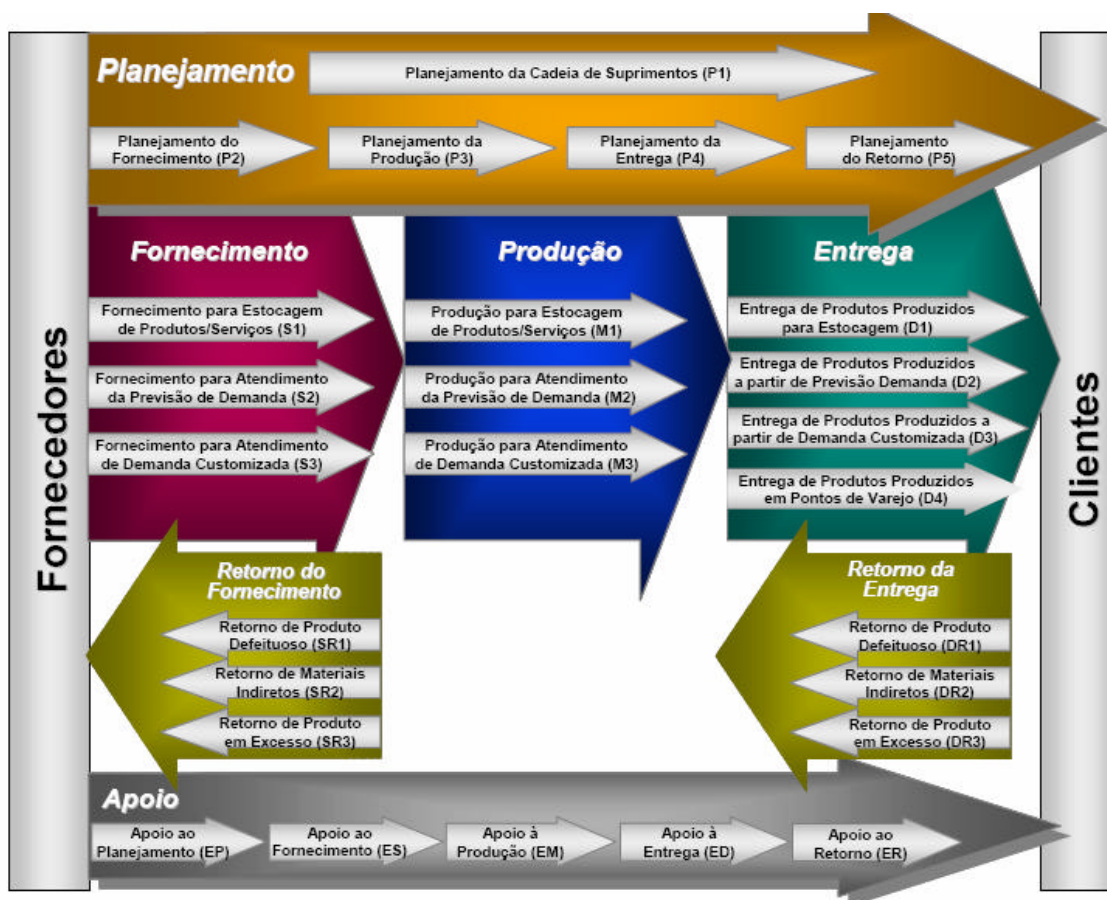 Fornecedores
Planejamento
Planejamento da Cadeia de Suprimentos (P1)
Planejamento do
Fornecimento (P2)
Planejamento da
Produção (P3)
Planejamento da
Entrega (P4)
Planejamento
do Retorno (P5)
Fornecimento
Fornecimento para Estocagem
de Produtos/Serviços (S1)
Fornecimento para Atendimento
da Previsão de Demanda (S2)
Fornecimento para Atendimento
de Demanda Customizada (S3)
Produção
Produção para Estocagem
de Produtos/Serviços (M1)
Produção para Atendimento
da Previsão de Demanda (M2)
Produção para Atendimento
de Demanda Customizada (M3)
Entrega
Entrega de Produtos Produzidos
para Estocagem (D1)
Entrega de Produtos Produzidos
a partir de Previsão Demanda (D2)
Entrega de Produtos Produzidos a
partir de Demanda Customizada (D3)
Entrega de Produtos Produzidos
em Pontos de Varejo (D4)
Retorno do
Fornecimento
Retorno de Produto
Defeituoso (SR1)
Retorno de Materiais
Indiretos (SR2)
Retorno de Produto
em Excesso (SR3)
Retorno da
Entrega
Retorno de Produto
Defeituoso (DR1)
Retorno de Materiais
Indiretos (DR2)
Retorno de Produto
em Excesso (DR3)
Apoio
Apoio ao
Planejamento (EP)
Apoio ao
Fornecimento (ES)
Apoio à
Produção (EM)
Apoio à
Entrega (ED)
Apoio ao
Retorno (ER)
Clientes